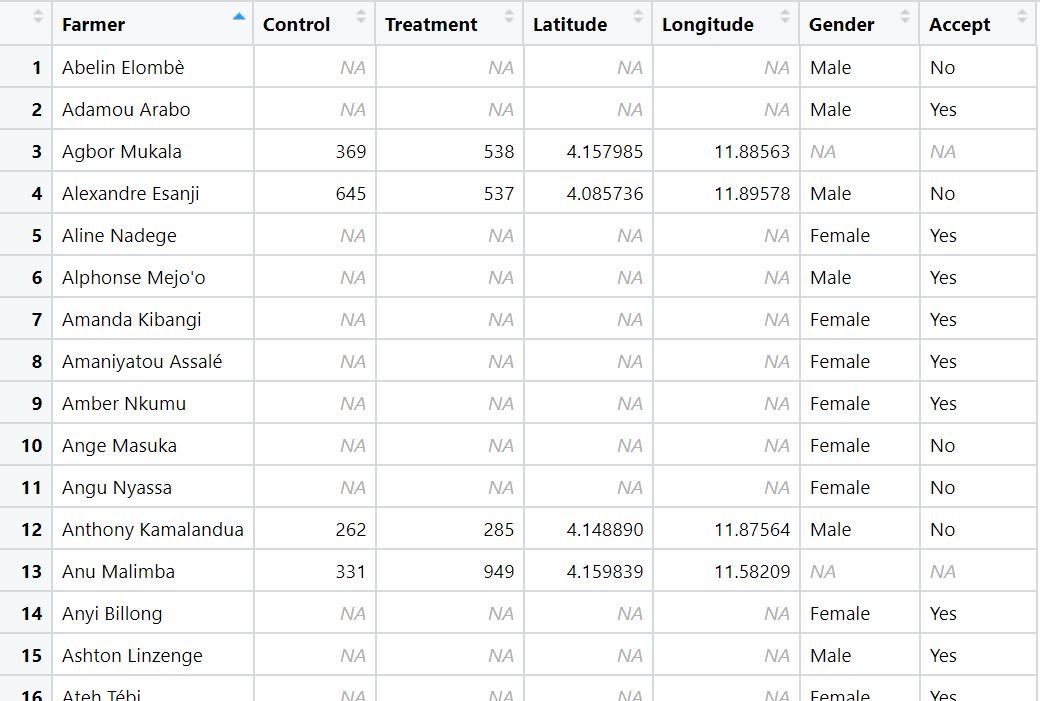 Farmer Control Treatment Latitude Longitude Gender Accept
1 Abelin Elombè NA NA NA NA Male No
2 Adamou Arabo NA NA NA NA Male Yes
3 Agbor Mukala 369 538 4.157985 11.88563 NA NA
4 Alexandre Esanji 645 537 4.085736 11.89578 Male No
5 Aline Nadege NA NA NA NA Female Yes
6 Alphonse Mejo'o NA NA NA NA Male Yes
7 Amanda Kibangi NA NA NA NA Female Yes
8 Amaniyatou Assalé NA NA NA NA Female Yes
9 Amber Nkumu NA NA NA NA Female Yes
10 Ange Masuka NA NA NA NA Female No
11 Angu Nyassa NA NA NA NA Female No
12 Anthony Kamalandua 262 285 4.148890 11.87564 Male No
13 Anu Malimba 331 949 4.159839 11.58209 NA NA
14 Anyi Billong NA NA NA NA Female Yes
15 Ashton Linzenge NA NA NA NA Male Yes
16 Ateh Tébi NA NA NA NA Female Yes